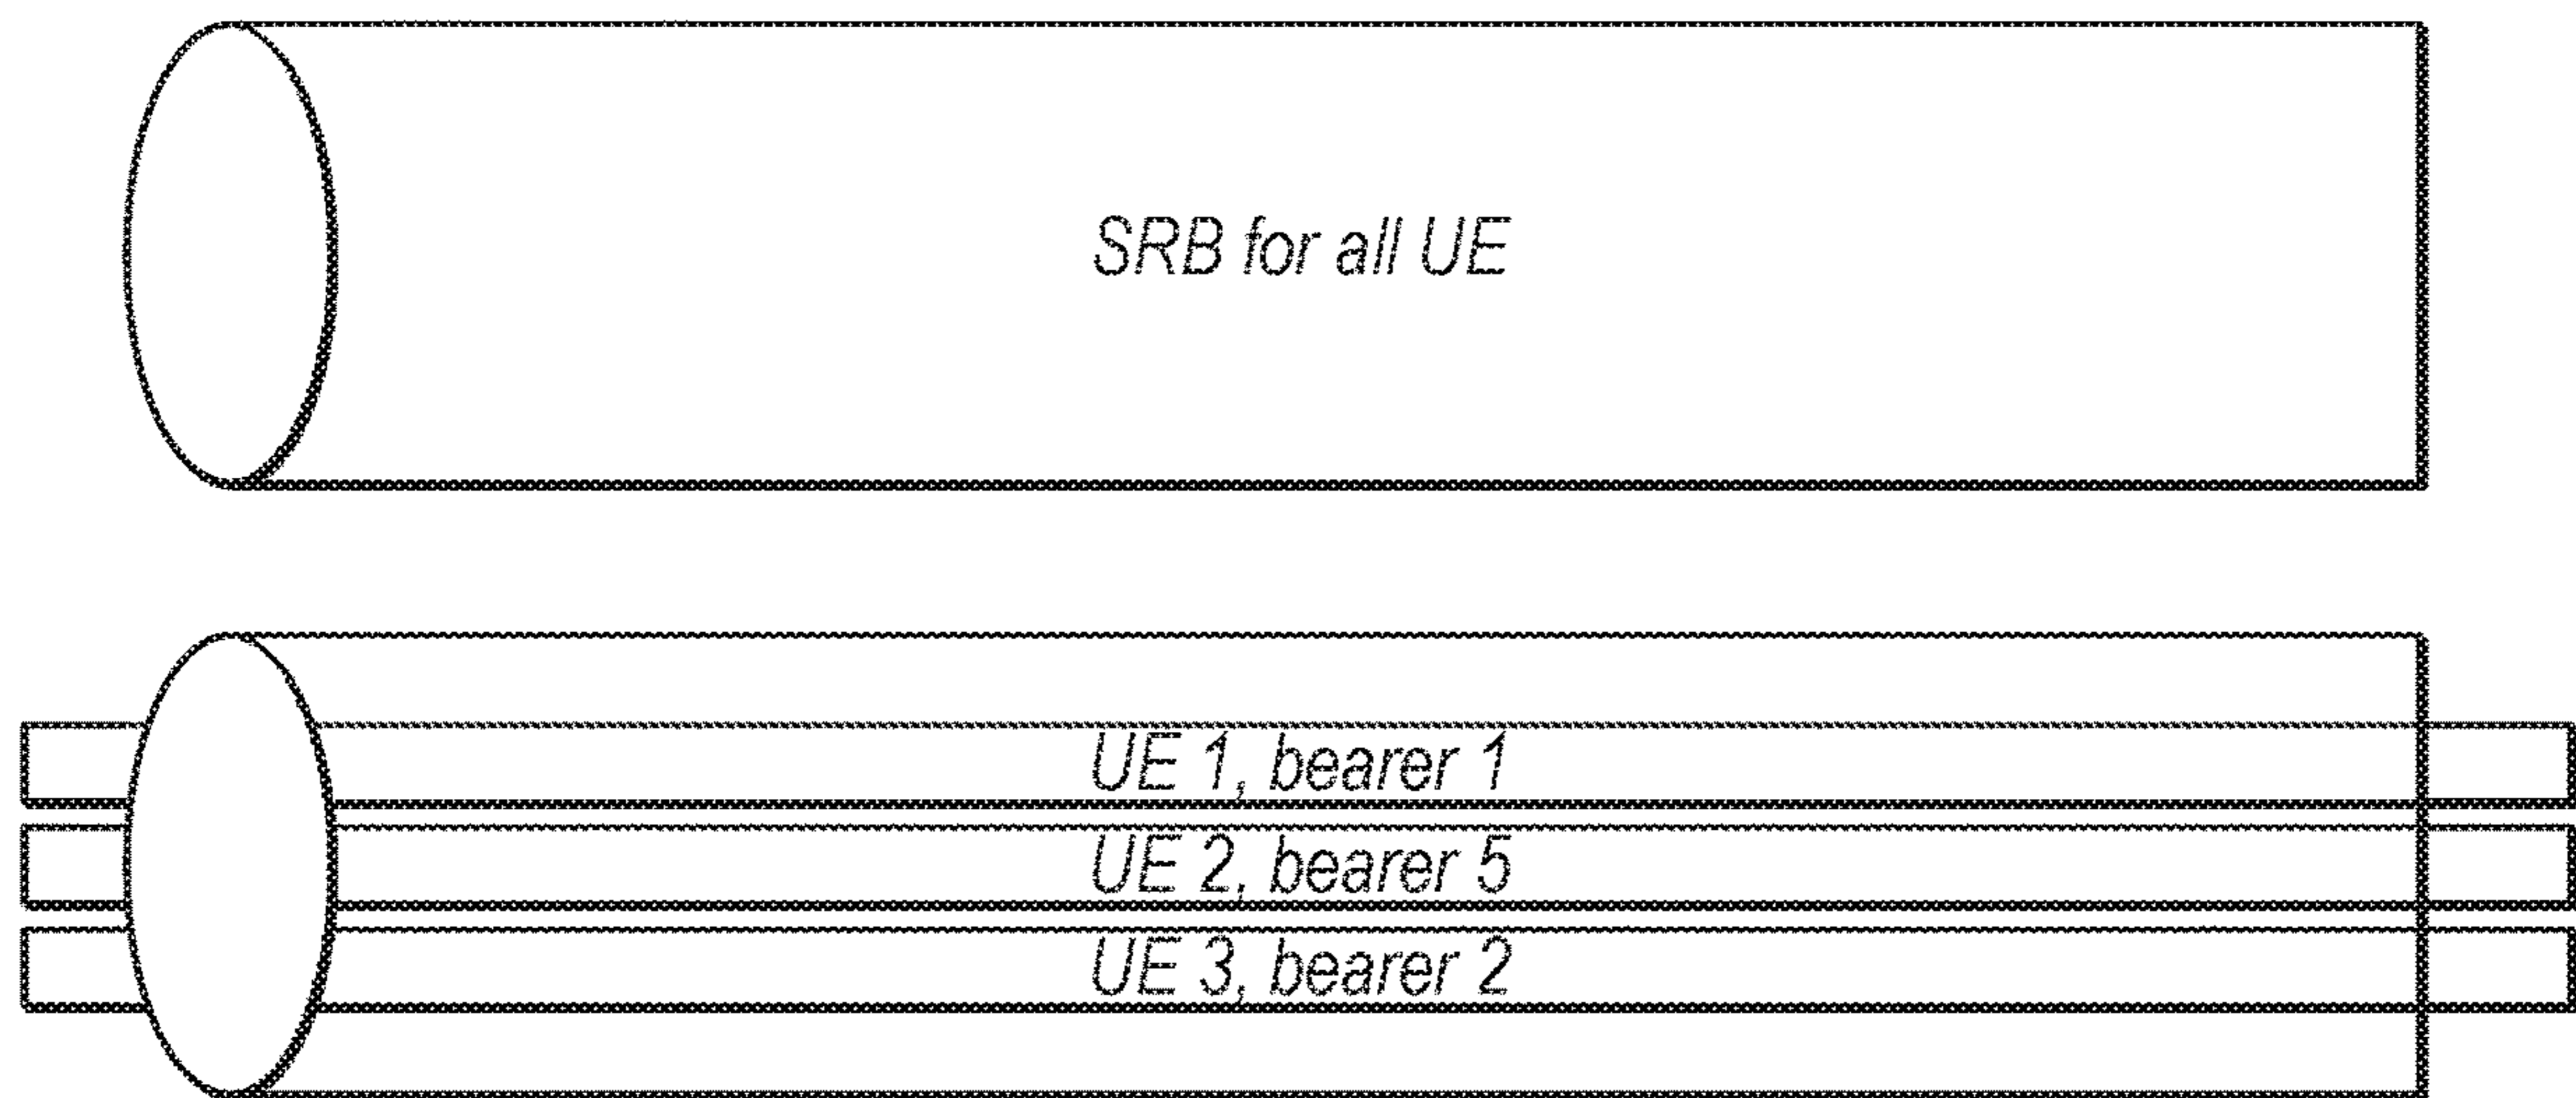 SRB for all UE
UE 1, bearer 1
UE 2, bearer 5
UE 3, bearer 2